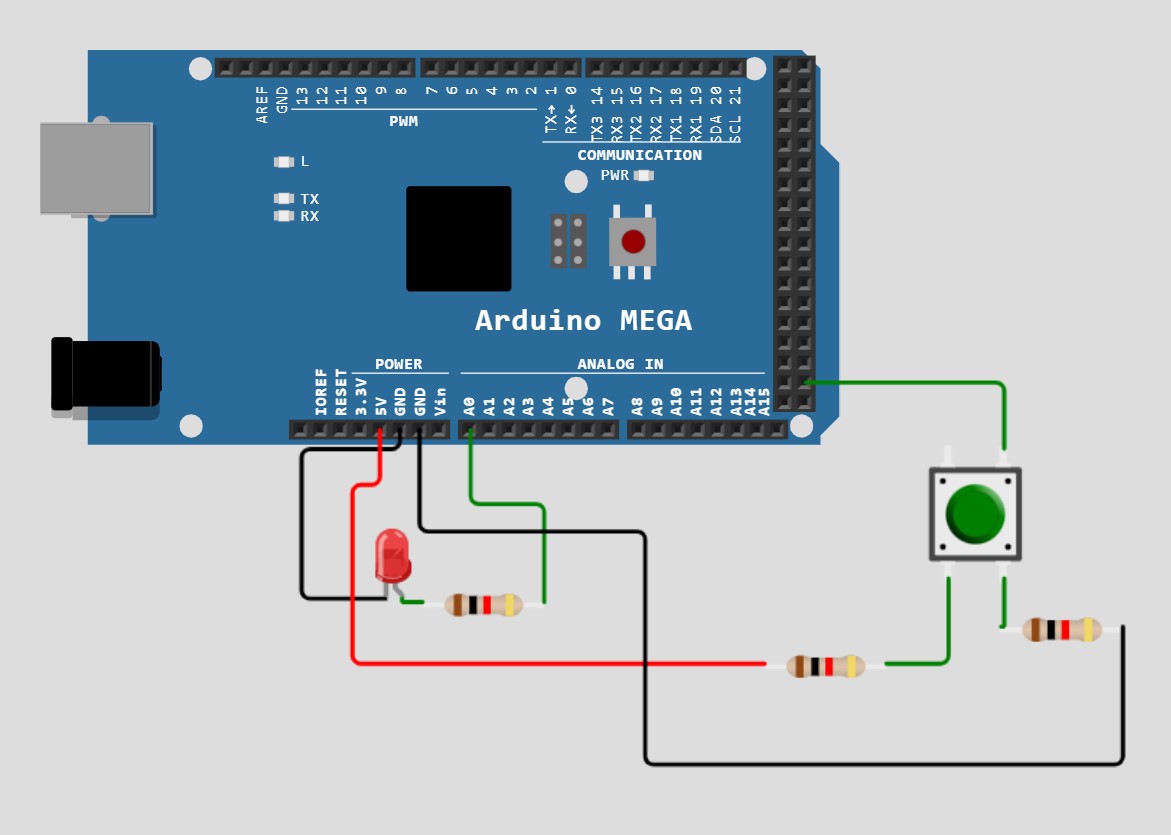 AREF
GND
13
12
11
10
9
8
7
6
5
4
3
2
TX→ 1
RX← 0
TX3 14
RX3 15
TX2 16
RX2 17
TX1 18
RX1 19
SDA 20
SCL 21
PWM
COMMUNICATION
PWR
L
TX
RX
Arduino MEGA
POWER
ANALOG IN
IOREF
RESET
3.3V
5V
GND
GND
Vin
A0
A1
A2
A3
A4
A5
A6
A7
A8
A9
A10
A11
A12
A13
A14
A15